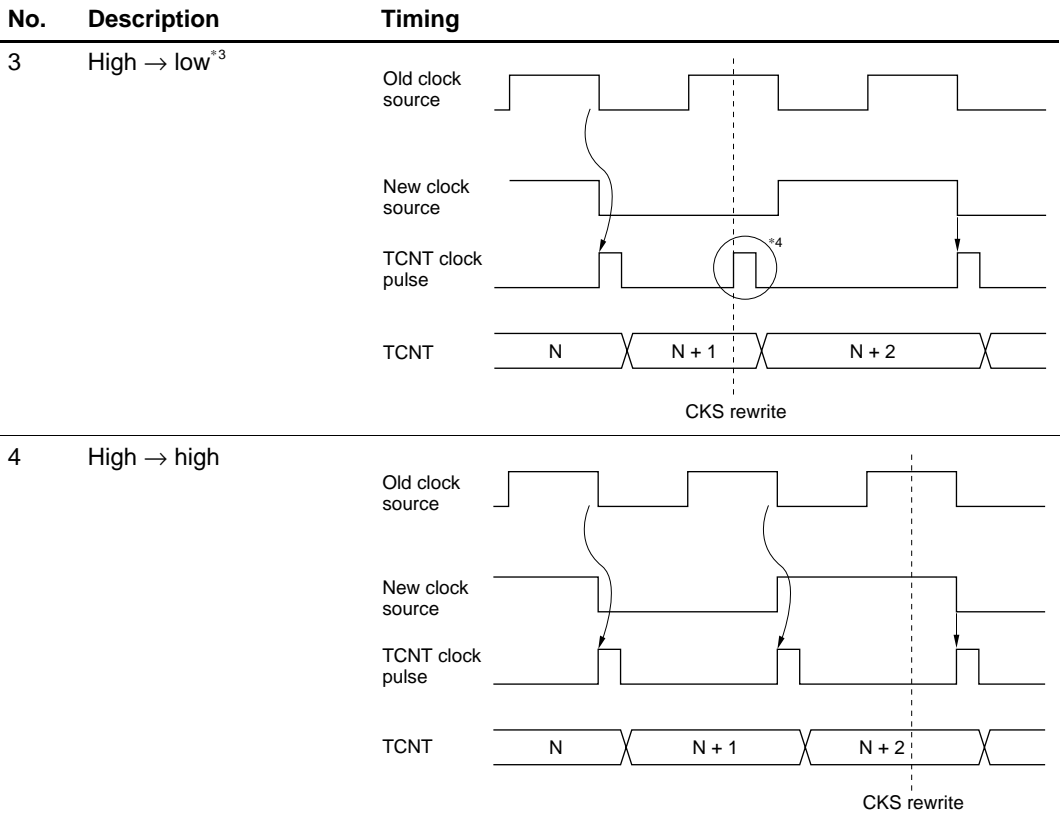 No. Description Timing
3 High → low*3
Old clock
source
New clock
source
*4
TCNT clock
pulse
TCNT N N + 1 N + 2
CKS rewrite
4 High → high
Old clock
source
New clock
source
TCNT clock
pulse
TCNT N N + 1 N + 2
CKS rewrite